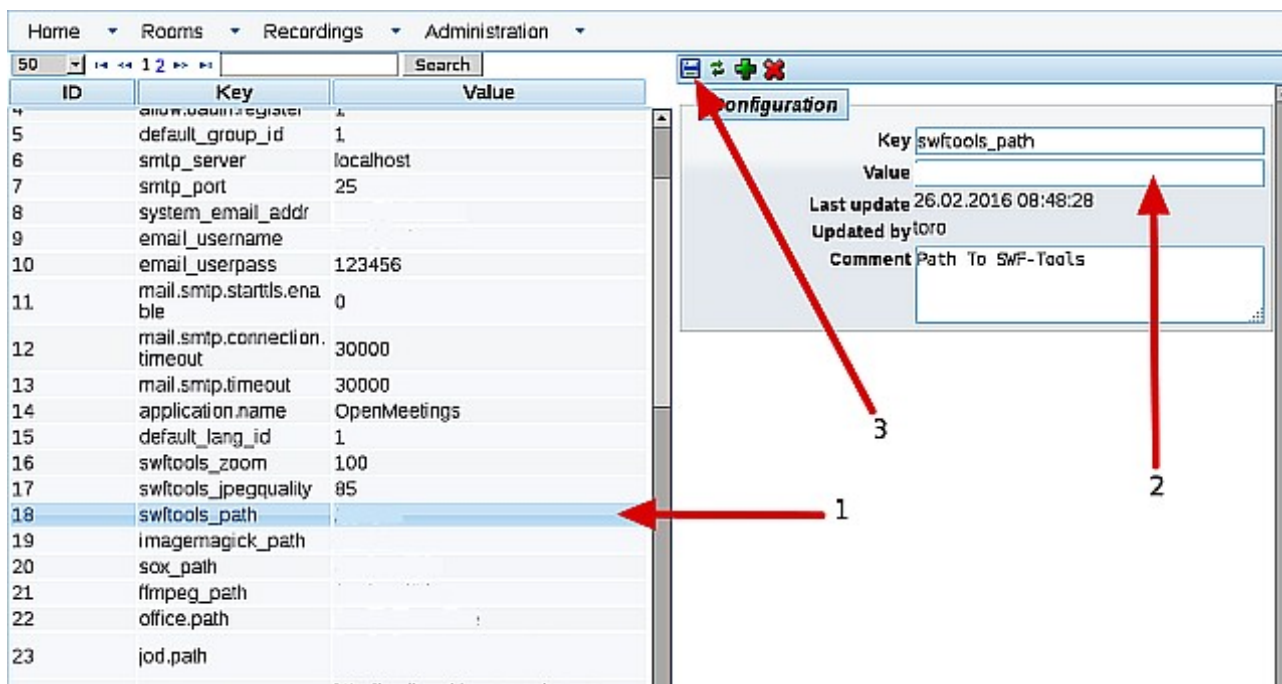 Home Rooms Recordings Administration
50 1 2 Search
ID Key Value
5 default_group_id 1
6 smtp_server localhost
7 smtp_port 25
8 system_email_addr
9 email_username
10 email_userpass 123456
11 mail.smtp.starttls.ena
ble 0
12 mail.smtp.connection.
timeout 30000
13 mail.smtp.timeout 30000
14 application.name OpenMeetings
15 default_lang_id 1
16 swftools_zoom 100
17 swftools_jpegquality 85
18 swftools_path
19 imagemagick_path
20 sox_path
21 ffmpeg_path
22 office.path
23 jod.path
Configuration
Key swftools_path
Value
Last update 26.02.2016 08:48:28
Updated by toro
Comment Path To SWF-Tools
1
2
3